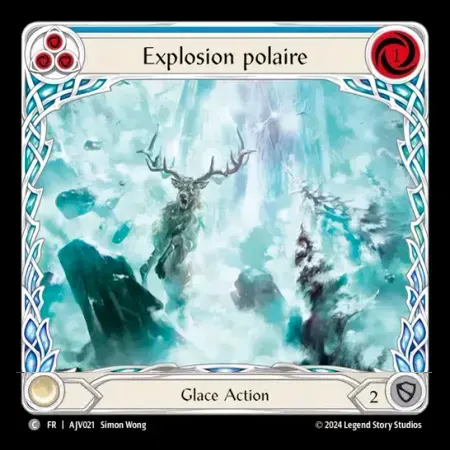 Explosion polaire
1
Glace Action
2
C FR | AJV021 Simon Wong
© 2024 Legend Story Studios